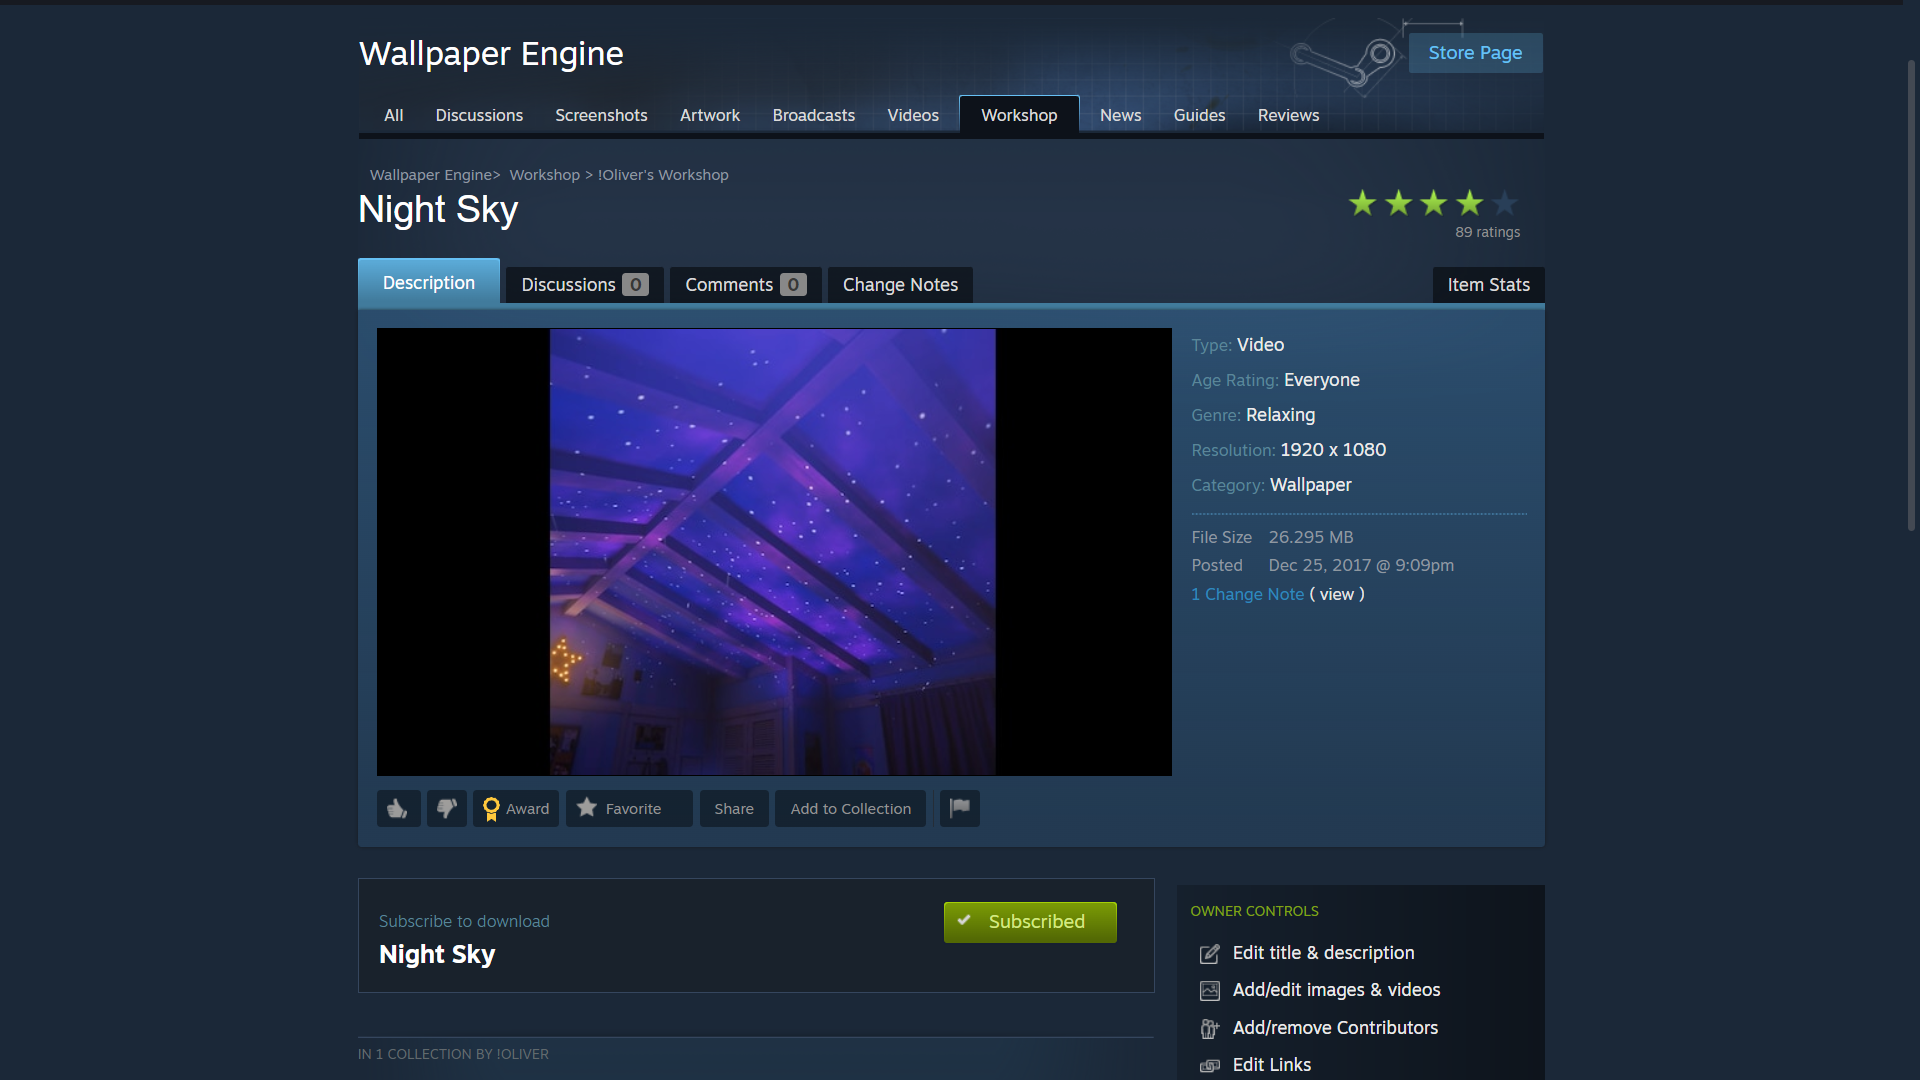 Wallpaper Engine
Store Page
All Discussions Screenshots Artwork Broadcasts Videos Workshop News Guides Reviews
Wallpaper Engine> Workshop > !Oliver's Workshop
Night Sky
89 ratings
Description Discussions 0 Comments 0 Change Notes Item Stats
Type: Video
Age Rating: Everyone
Genre: Relaxing
Resolution: 1920 x 1080
Category: Wallpaper
File Size 26.295 MB
Posted Dec 25, 2017 @ 9:09pm
1 Change Note ( view )
Award Favorite Share Add to Collection
Subscribe to download
Night Sky
Subscribed
IN 1 COLLECTION BY !OLIVER
OWNER CONTROLS
Edit title & description
Add/edit images & videos
Add/remove Contributors
Edit Links